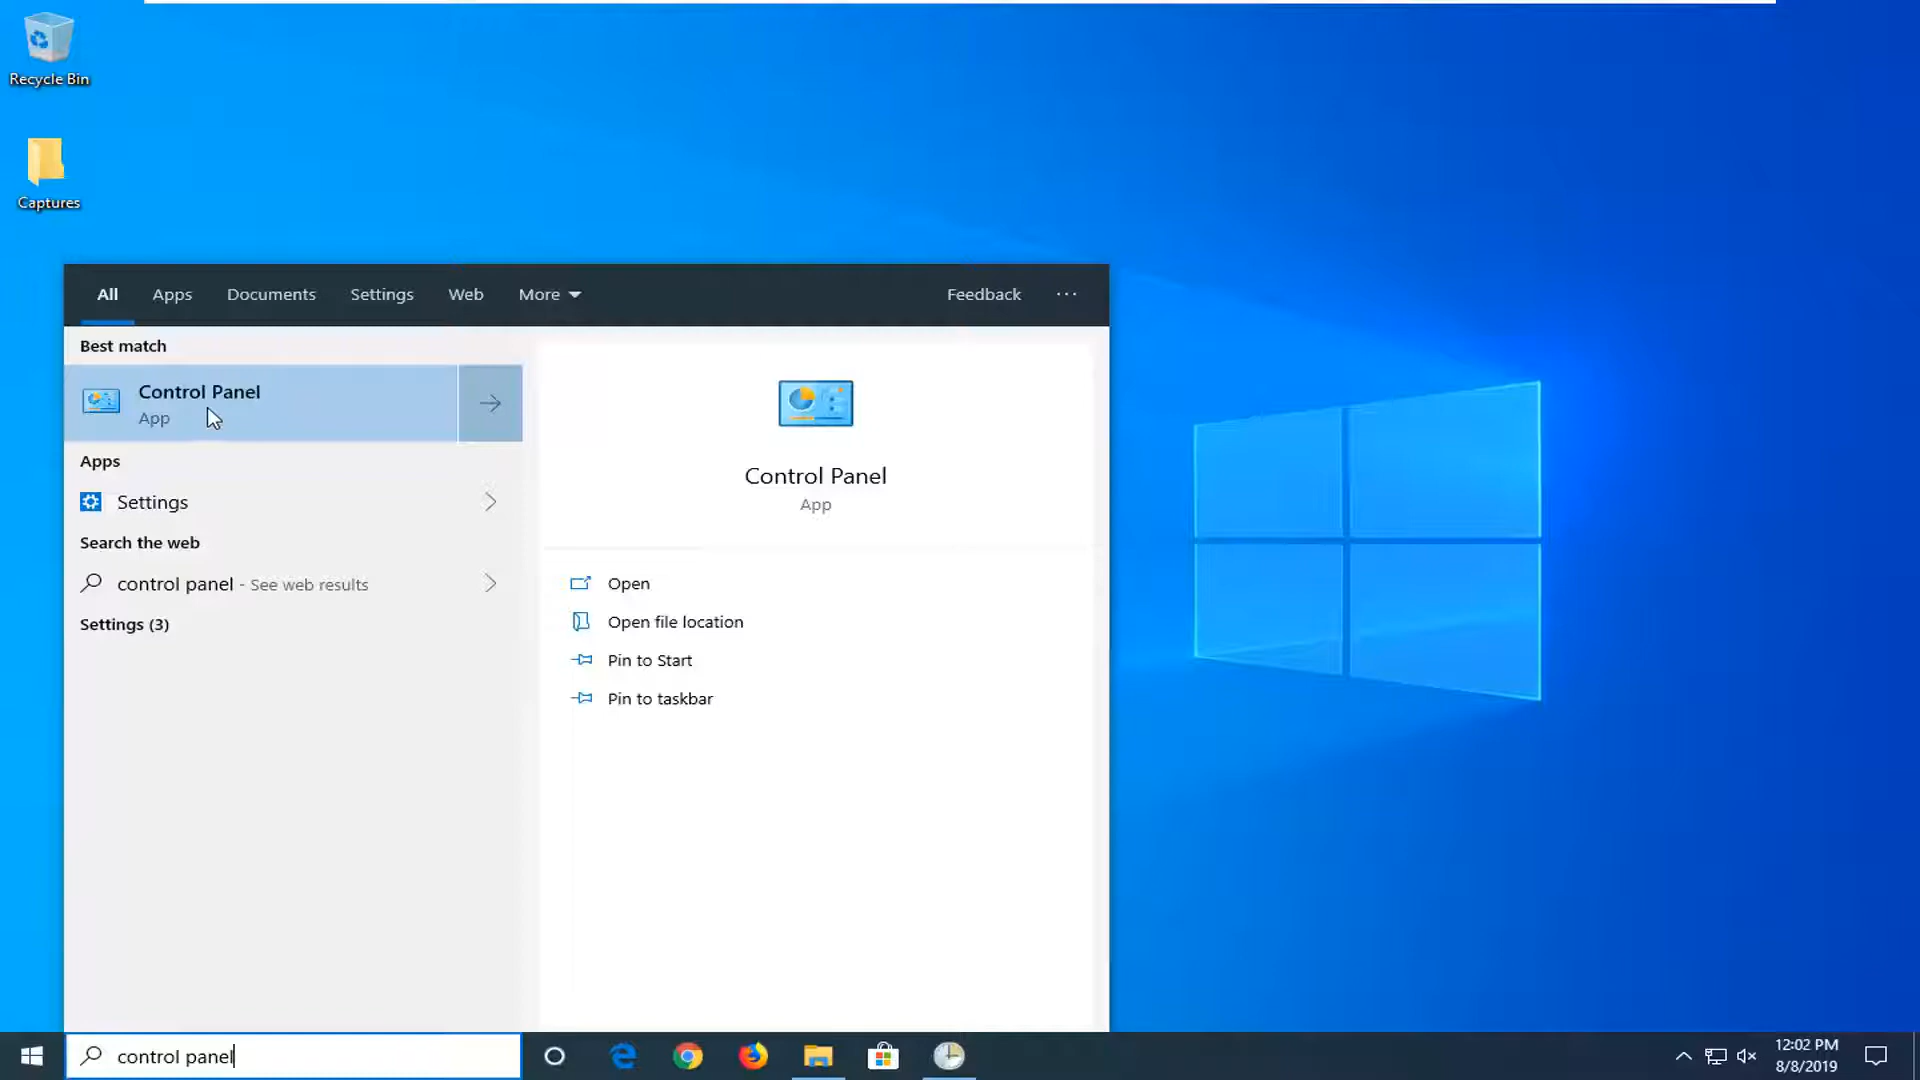 Recycle Bin
Captures
All Apps Documents Settings Web More Feedback ···
Best match
Control Panel
App
Apps
Settings
Search the web
control panel - See web results
Settings (3)
Control Panel
App
Open
Open file location
Pin to Start
Pin to taskbar
control panel
12:02 PM
8/8/2019